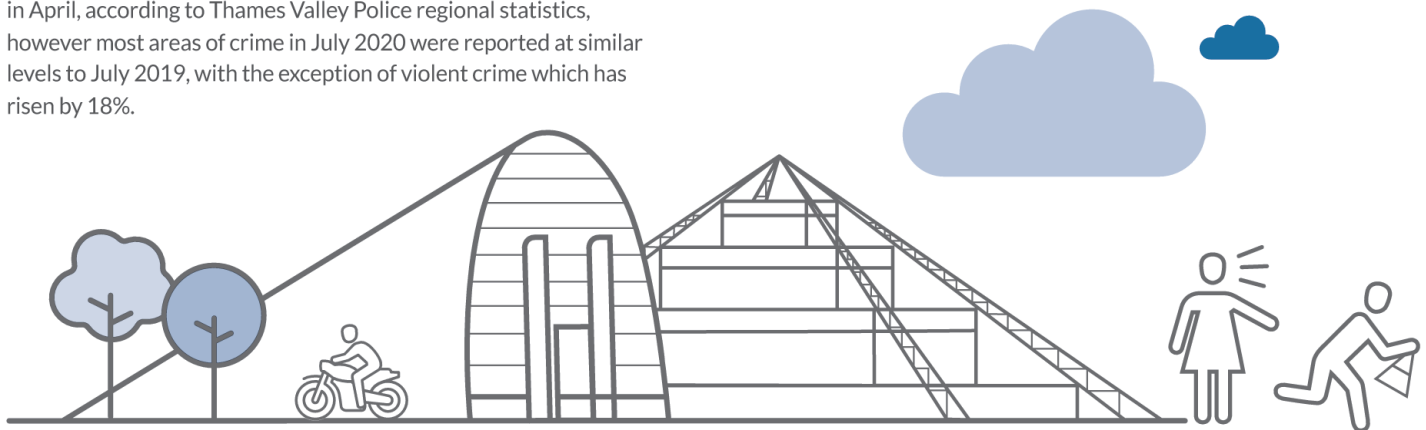 in April, according to Thames Valley Police regional statistics,
however most areas of crime in July 2020 were reported at similar
levels to July 2019, with the exception of violent crime which has
risen by 18%.